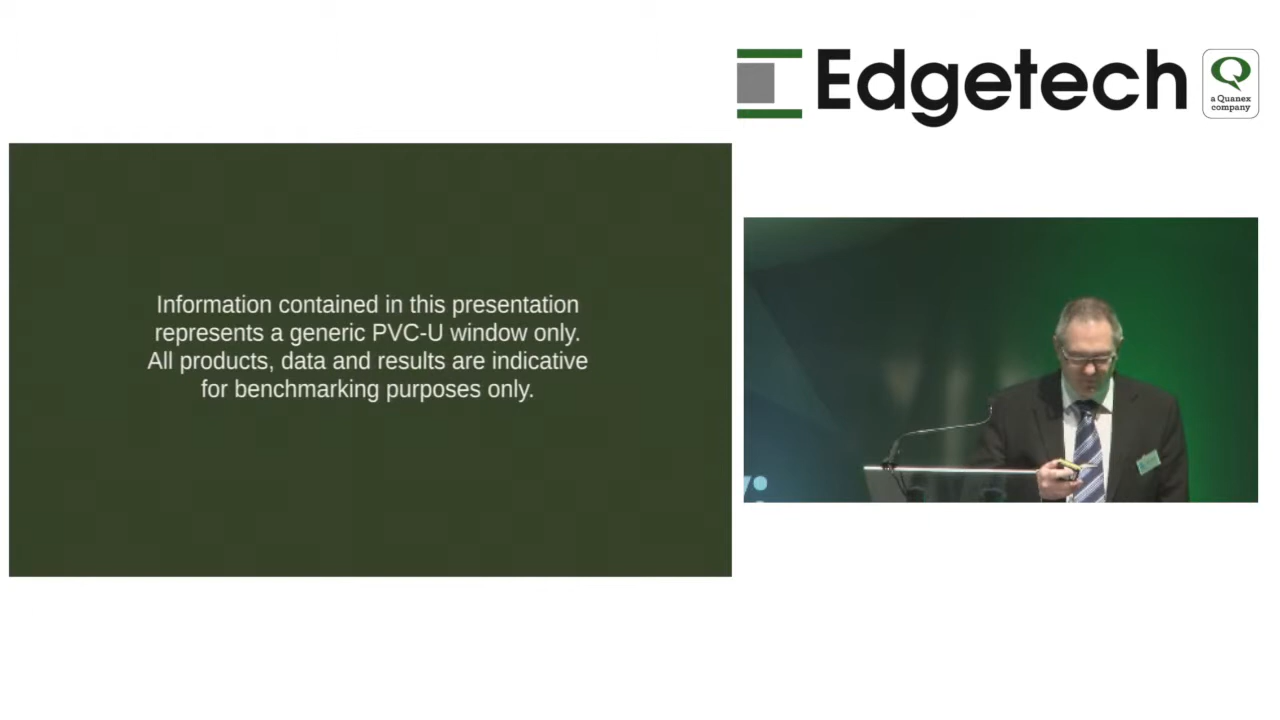 Edgetech
a Quanex
company
Information contained in this presentation
represents a generic PVC-U window only.
All products, data and results are indicative
for benchmarking purposes only.